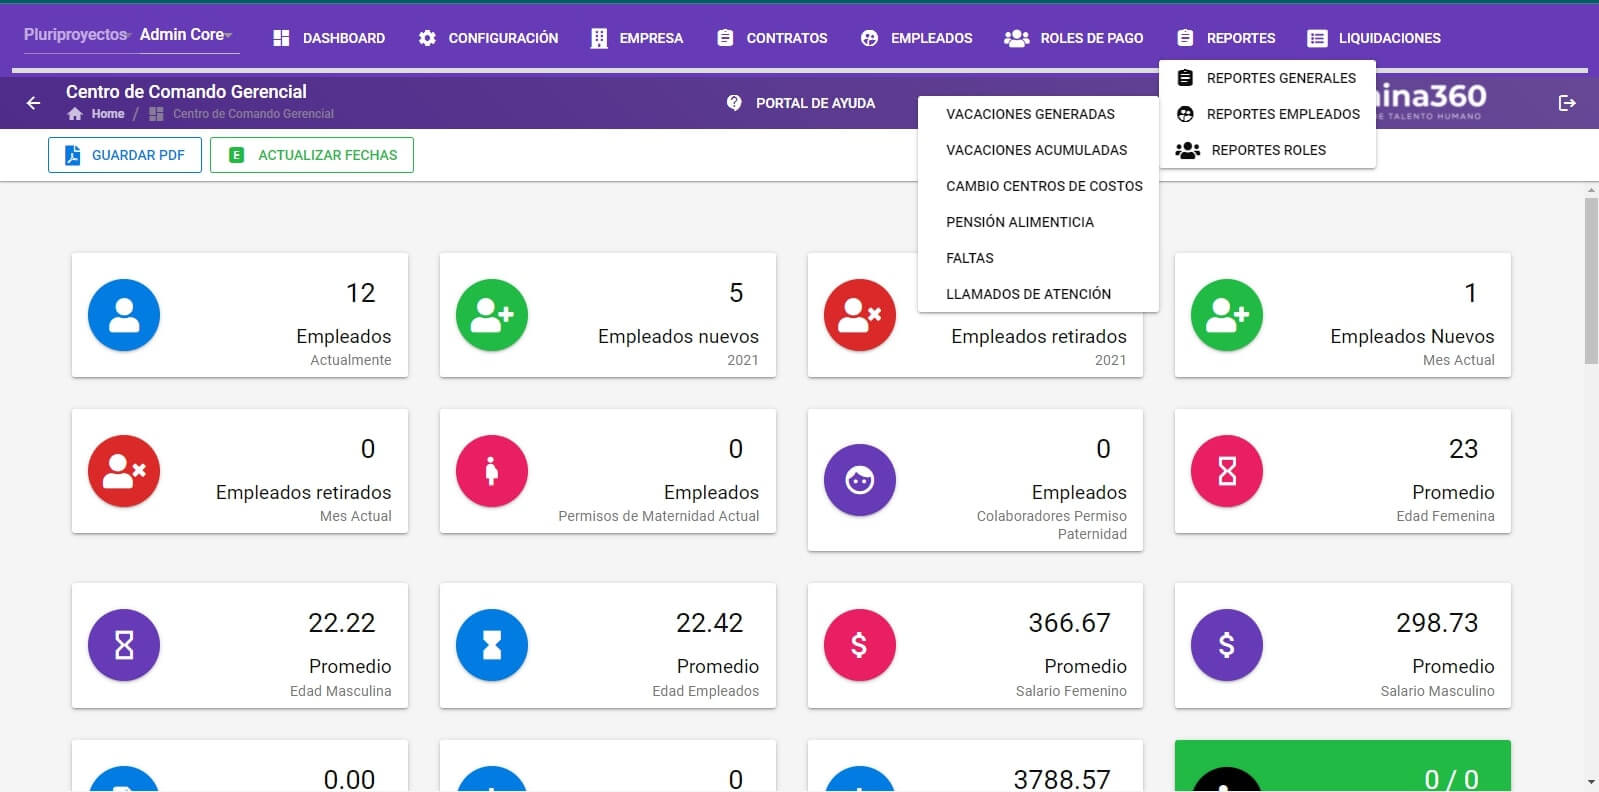 Pluriproyectos Admin Core DASHBOARD CONFIGURACIÓN EMPRESA CONTRATOS EMPLEADOS ROLES DE PAGO REPORTES LIQUIDACIONES
Centro de Comando Gerencial
Home / Centro de Comando Gerencial
PORTAL DE AYUDA
REPORTES GENERALES
REPORTES EMPLEADOS
REPORTES ROLES
ina360
TALENTO HUMANO
VACACIONES GENERADAS
VACACIONES ACUMULADAS
CAMBIO CENTROS DE COSTOS
PENSIÓN ALIMENTICIA
FALTAS
LLAMADOS DE ATENCIÓN
GUARDAR PDF
E ACTUALIZAR FECHAS
12
Empleados
Actualmente
5
Empleados nuevos
2021
Empleados retirados
2021
1
Empleados Nuevos
Mes Actual
0
Empleados retirados
Mes Actual
0
Empleados
Permisos de Maternidad Actual
0
Empleados
Colaboradores Permiso
Paternidad
23
Promedio
Edad Femenina
22.22
Promedio
Edad Masculina
22.42
Promedio
Edad Empleados
$
366.67
Promedio
Salario Femenino
$
298.73
Promedio
Salario Masculino
0.00
0
3788.57
0 / 0